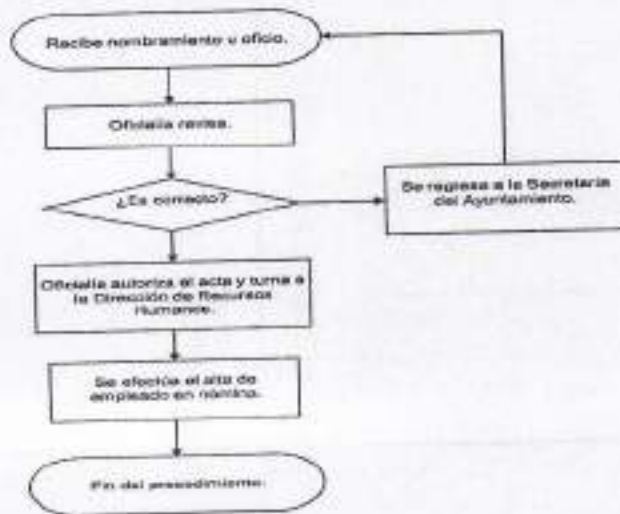 Recibe nombramiento u oficio.
Oficialía revisa.
¿Es correcto?
Se regresa a la Secretaría
del Ayuntamiento.
Oficialía autoriza el acta y turna a
la Dirección de Recursos
Humanos.
Se efectúa el alta de
empleado en nómina.
Fin del procedimiento.